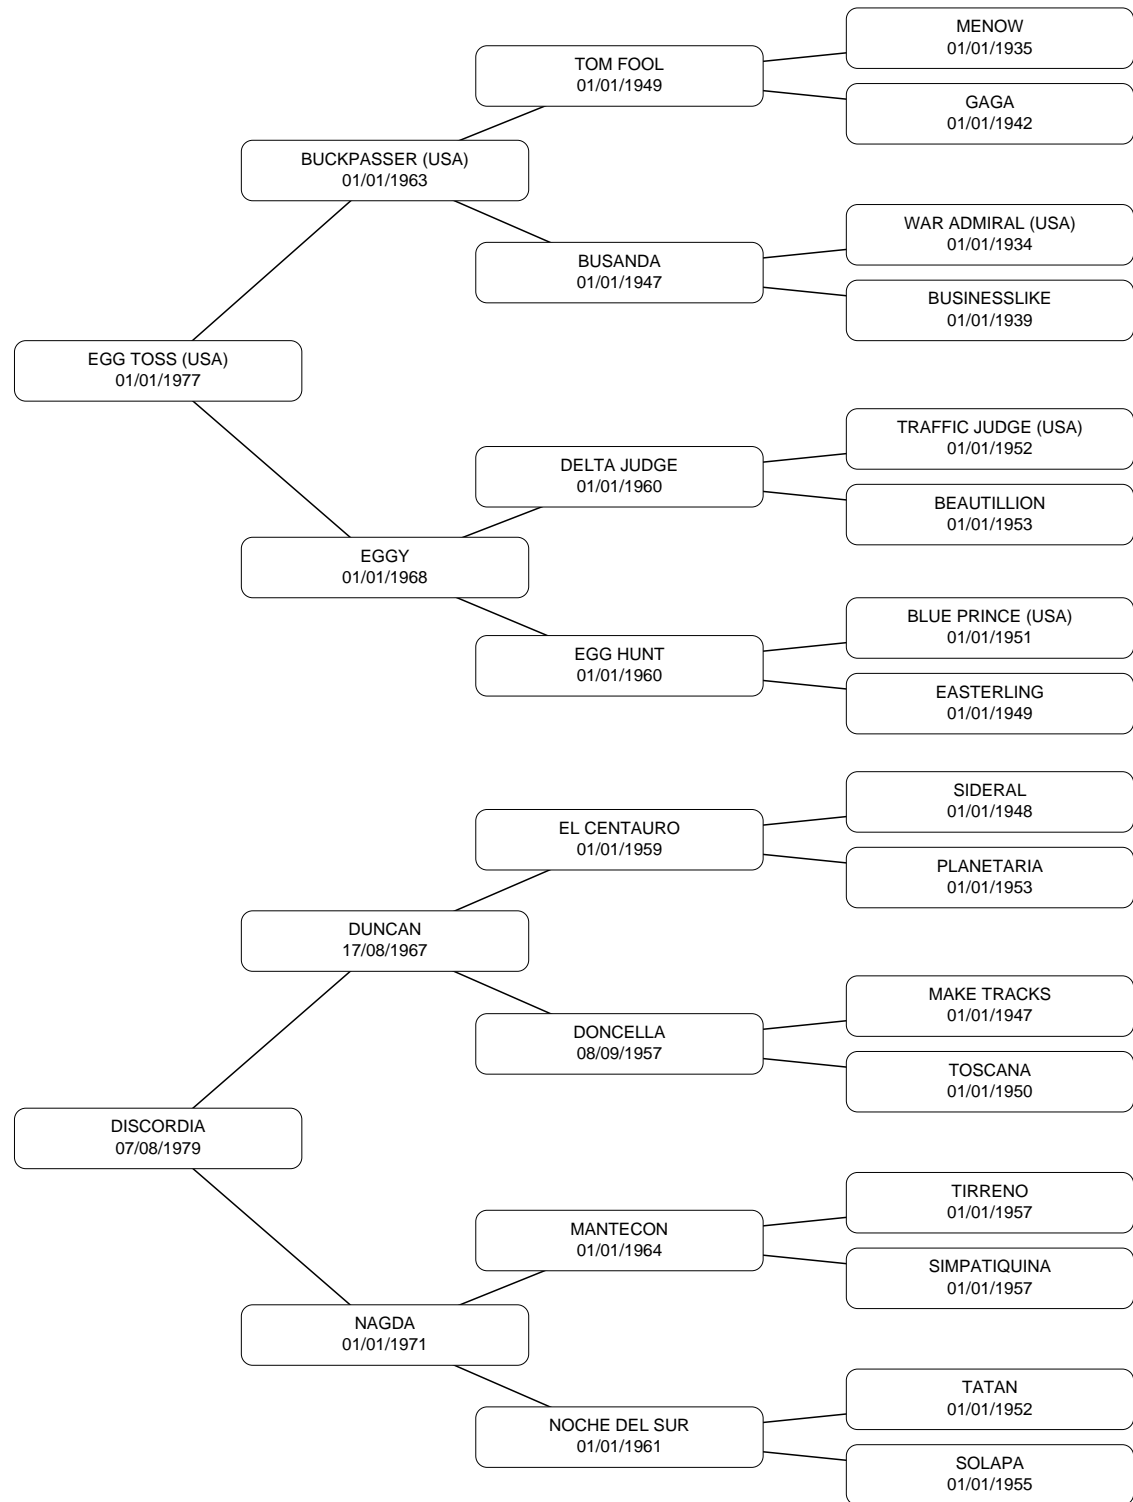 MENOW
01/01/1935
TOM FOOL
01/01/1949
GAGA
01/01/1942
BUCKPASSER (USA)
01/01/1963
WAR ADMIRAL (USA)
01/01/1934
BUSANDA
01/01/1947
BUSINESSLIKE
01/01/1939
EGG TOSS (USA)
01/01/1977
TRAFFIC JUDGE (USA)
01/01/1952
DELTA JUDGE
01/01/1960
BEAUTILLION
01/01/1953
EGGY
01/01/1968
BLUE PRINCE (USA)
01/01/1951
EGG HUNT
01/01/1960
EASTERLING
01/01/1949
SIDERAL
01/01/1948
EL CENTAURO
01/01/1959
PLANETARIA
01/01/1953
DUNCAN
17/08/1967
MAKE TRACKS
01/01/1947
DONCELLA
08/09/1957
TOSCANA
01/01/1950
DISCORDIA
07/08/1979
TIRRENO
01/01/1957
MANTECON
01/01/1964
SIMPATIQUINA
01/01/1957
NAGDA
01/01/1971
TATAN
01/01/1952
NOCHE DEL SUR
01/01/1961
SOLAPA
01/01/1955